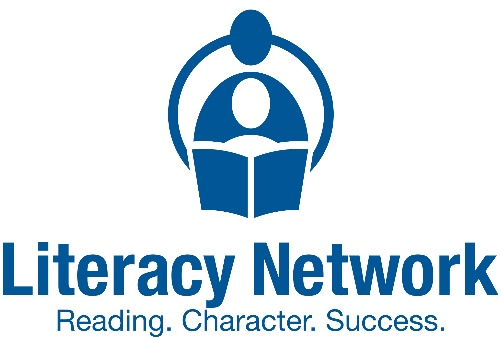 Literacy Network
Reading. Character. Success.